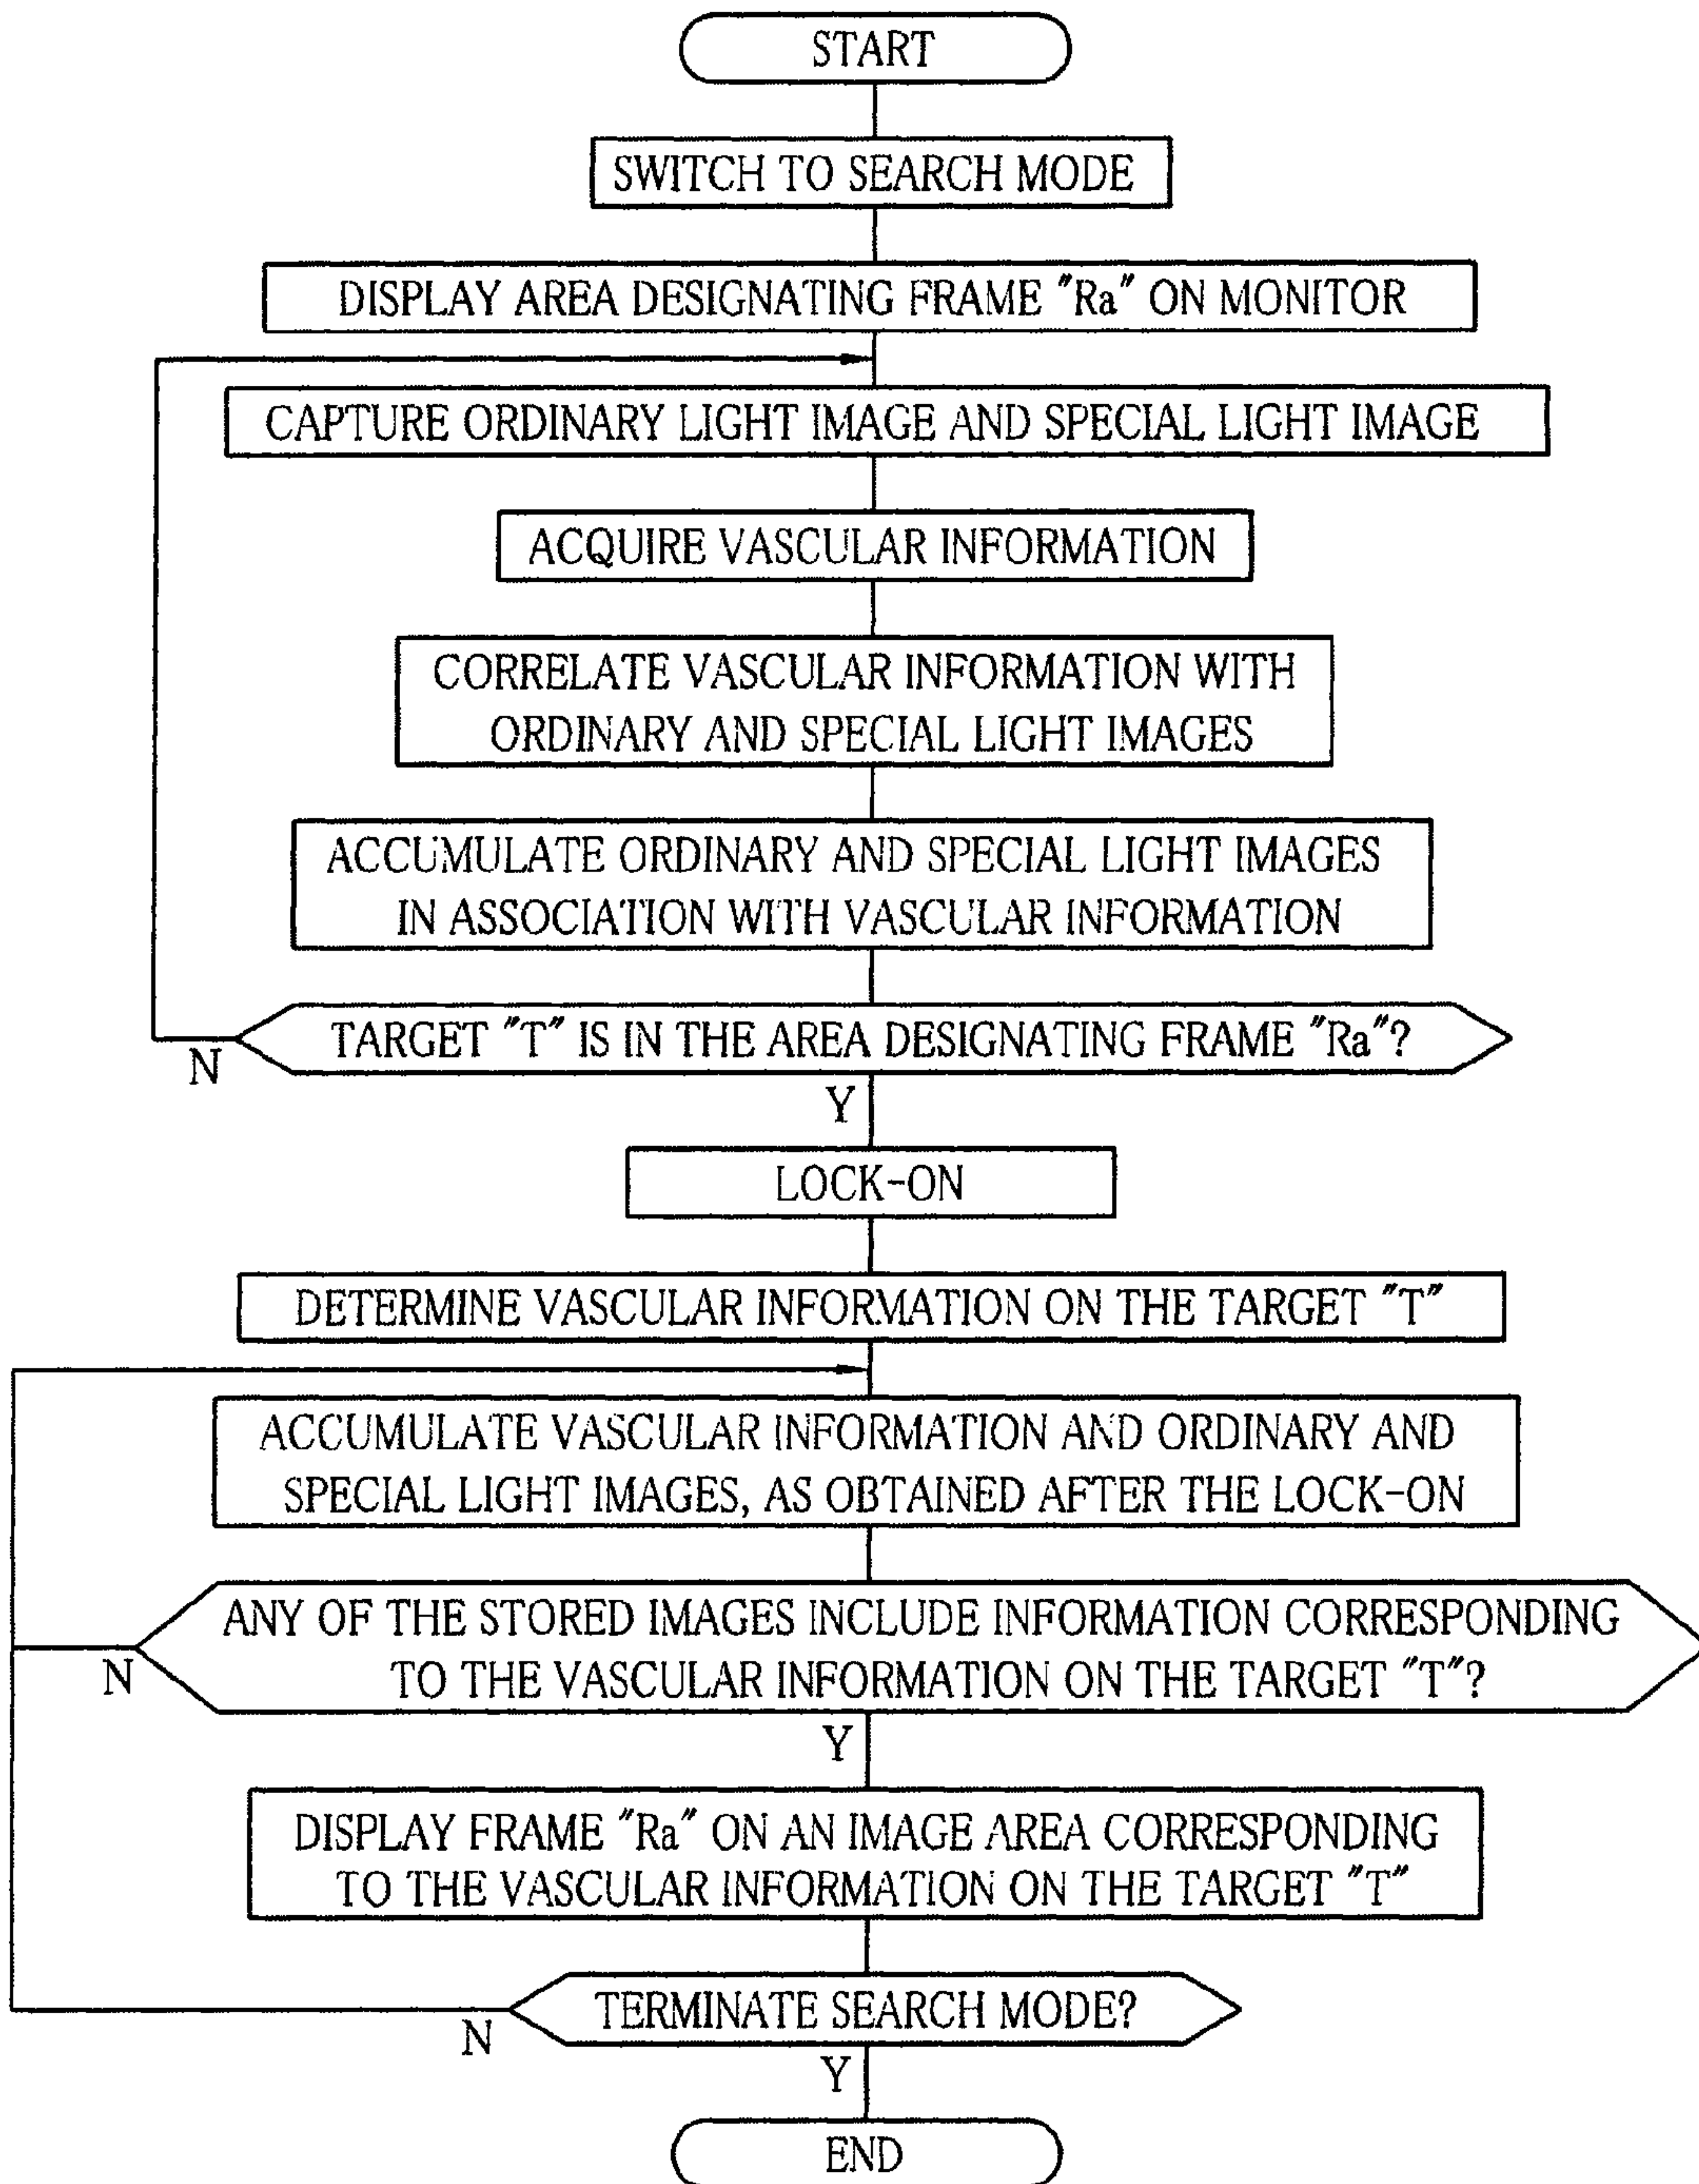 START
SWITCH TO SEARCH MODE
DISPLAY AREA DESIGNATING FRAME "Ra" ON MONITOR
CAPTURE ORDINARY LIGHT IMAGE AND SPECIAL LIGHT IMAGE
ACQUIRE VASCULAR INFORMATION
CORRELATE VASCULAR INFORMATION WITH
ORDINARY AND SPECIAL LIGHT IMAGES
ACCUMULATE ORDINARY AND SPECIAL LIGHT IMAGES
IN ASSOCIATION WITH VASCULAR INFORMATION
TARGET "T" IS IN THE AREA DESIGNATING FRAME "Ra"?
N
Y
LOCK-ON
DETERMINE VASCULAR INFORMATION ON THE TARGET "T"
ACCUMULATE VASCULAR INFORMATION AND ORDINARY AND
SPECIAL LIGHT IMAGES, AS OBTAINED AFTER THE LOCK-ON
ANY OF THE STORED IMAGES INCLUDE INFORMATION CORRESPONDING
TO THE VASCULAR INFORMATION ON THE TARGET "T"?
N
Y
DISPLAY FRAME "Ra" ON AN IMAGE AREA CORRESPONDING
TO THE VASCULAR INFORMATION ON THE TARGET "T"
TERMINATE SEARCH MODE?
N
Y
END